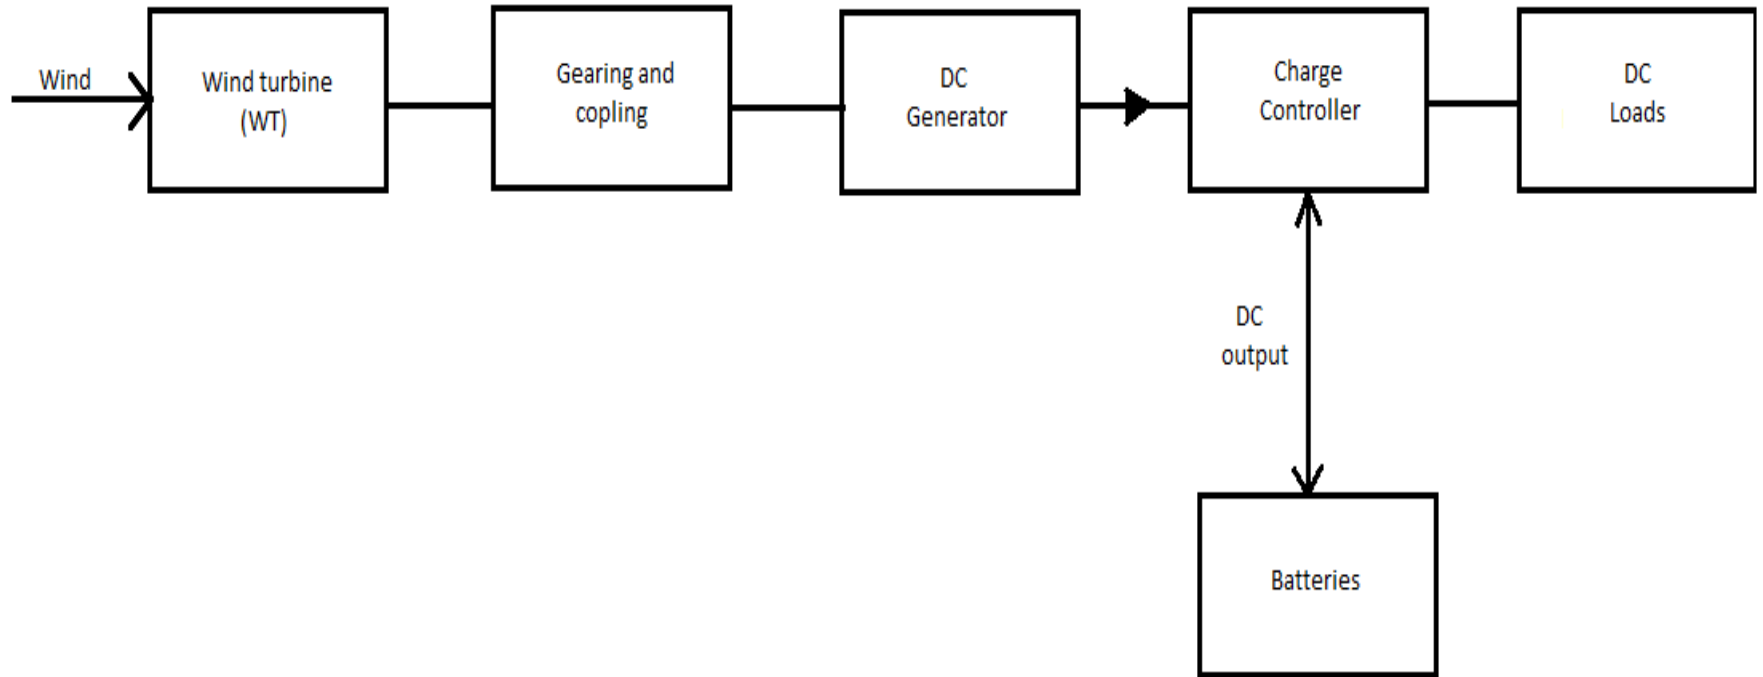 Wind
Wind turbine
(WT)
Gearing and
copling
DC
Generator
Charge
Controller
DC
Loads
DC
output
Batteries